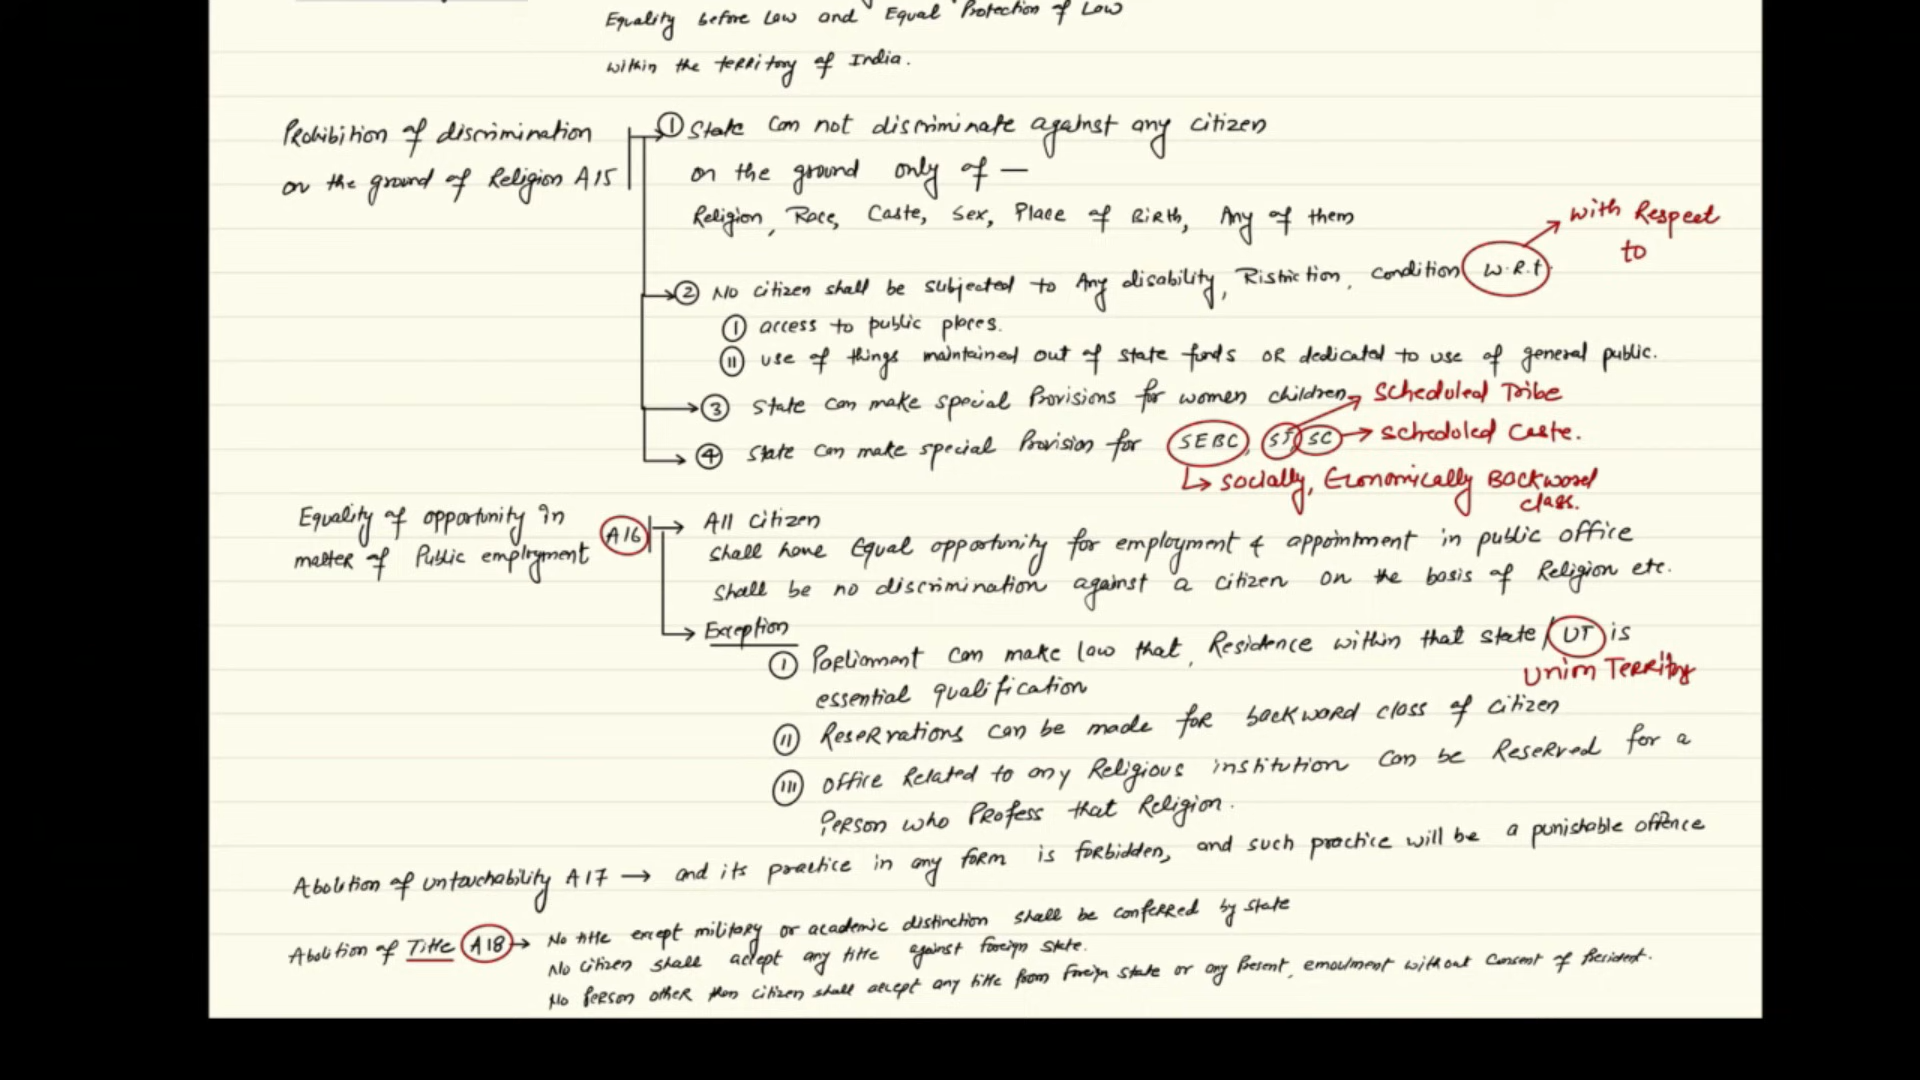 Equality before Law and Equal Protection of Law
within the territory of India.
Prohibition of discrimination
on the ground of Religion A15
① State can not discriminate against any citizen
on the ground only of —
Religion, Race, Caste, Sex, Place of Birth, Any of them
② No citizen shall be subjected to Any disability, Ristriction, condition W.R.t.
with Respect
to
Ⓘ access to public places.
Ⓘⓘ use of things maintained out of state funds OR dedicated to use of general public.
③ State can make special Provisions for women children
Scheduled Tribe
④ State can make special Provision for SEBC, ST, SC
Scheduled Caste.
socially, Economically Backword
class.
Equality of opportunity in
matter of Public employment A16
All citizen
shall have Equal opportunity for employment & appointment in public office
shall be no discrimination against a citizen on the basis of Religion etc.
Exception
Ⓘ Parliament can make law that, Residence within that state / UT is
Union Territory
essential qualification
ⓘⓘ Reservations can be made for backword class of citizen
ⓘⓘⓘ office Related to any Religious institution can be Reserved for a
Person who Profess that Religion.
Abolition of untouchability A17 → and its practice in any form is forbidden, and such practice will be a punishable offence
Abolition of Title A18 → No title except military or academic distinction shall be conferred by state
No citizen shall accept any title against foreign state.
No Person other than citizen shall accept any title from Foreign state or any Present, emoulment without consent of President.